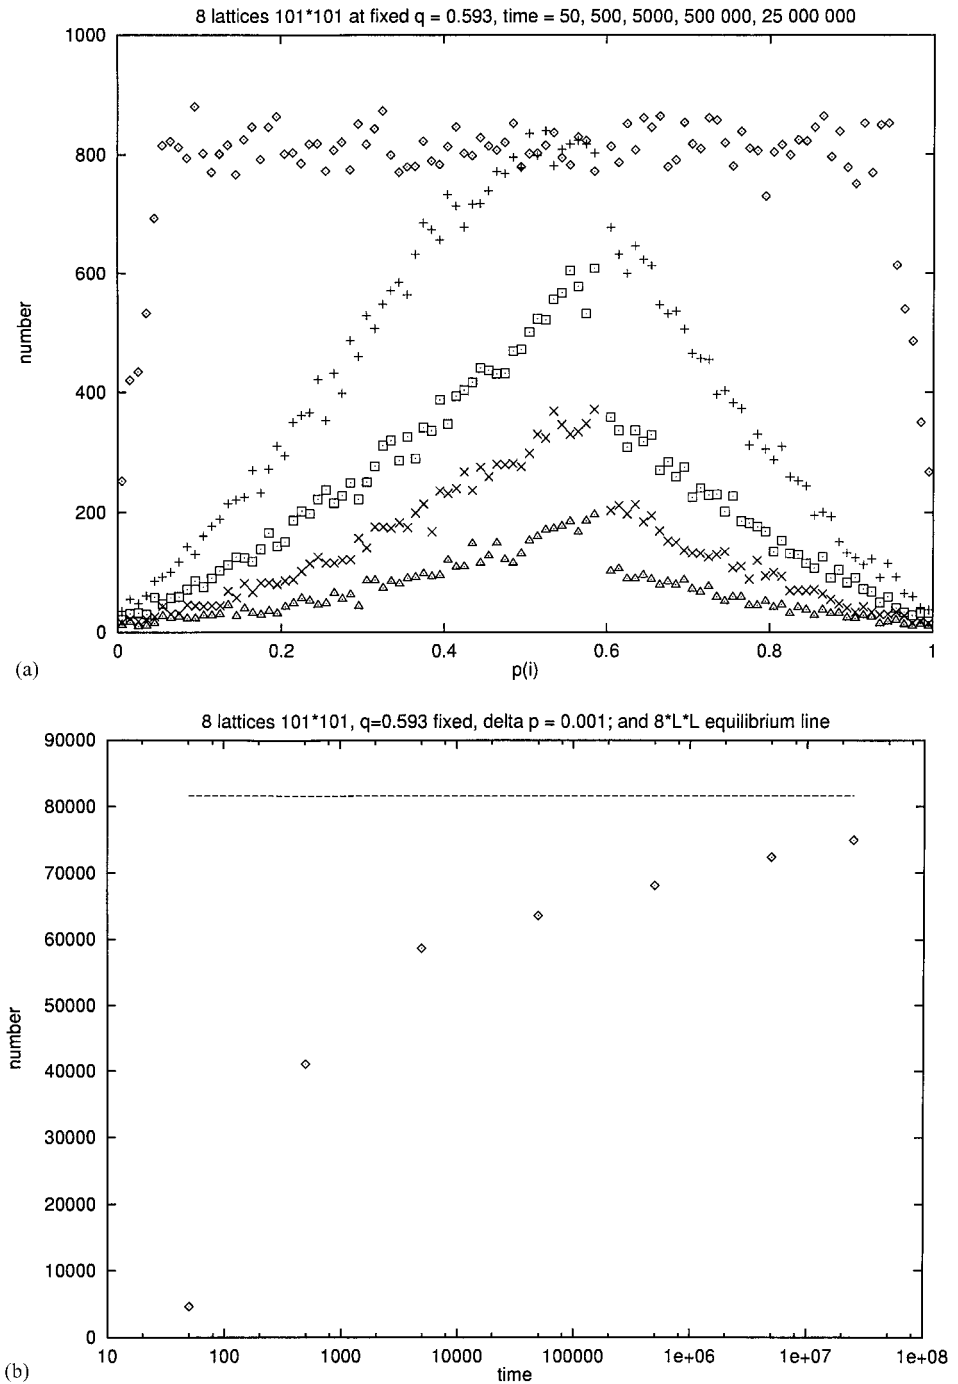 8 lattices 101*101 at fixed q = 0.593, time = 50, 500, 5000, 500 000, 25 000 000
1000
800
600
400
200
0
number
0
0.2
0.4
0.6
0.8
1
p(i)
(a)
8 lattices 101*101, q=0.593 fixed, delta p = 0.001; and 8*L*L equilibrium line
90000
80000
70000
60000
50000
40000
30000
20000
10000
0
number
10
100
1000
10000
100000
1e+06
1e+07
1e+08
time
(b)